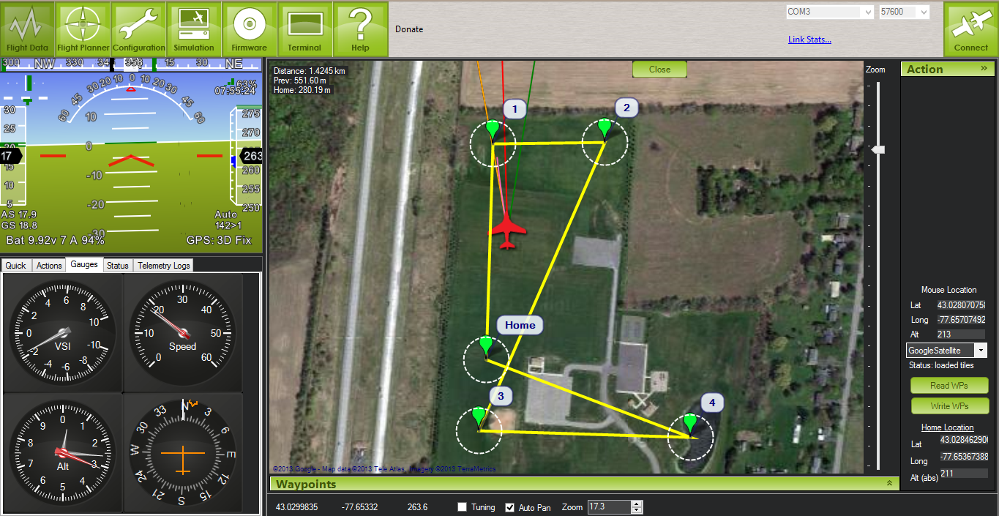 Flight Data Flight Planner Configuration Simulation Firmware Terminal Help
Donate
COM3 57600
Link Stats...
Connect
300 NW 330 34 358 15 30 NE
60 45 30 20 10 0 10 20 30 45 60
63%
07:55:24
30
25
17
15
10
5
10
0
-10
-20
-30
275
270
263
260
255
250
AS 17.9
GS 18.8
Auto
142>1
Bat 9.92v 7 A 94%
GPS: 3D Fix
Quick Actions Gauges Status Telemetry Logs
0 2 4 6 8 10 -10 -8 -6 -4 -2
VSI
0 10 20 30 40 50 60
Speed
0 1 2 3 4 5 6 7 8 9
Alt
N 3 6 E 12 15 S 21 24 W 30 33
Distance: 1.4245 km
Prev: 551.60 m
Home: 280.19 m
Close
1
2
Home
3
4
©2013 Google - Map data ©2013 Tele Atlas, Imagery ©2013 TerraMetrics
Zoom
Action »
Mouse Location
Lat 43.028070758
Long -77.65707492
Alt 213
GoogleSatellite
Status: loaded tiles
Read WPs
Write WPs
Home Location
Lat 43.028462906
Long -77.65367388
Alt (abs) 211
Waypoints
43.0299835 -77.65332 263.6 Tuning Auto Pan Zoom 17.3